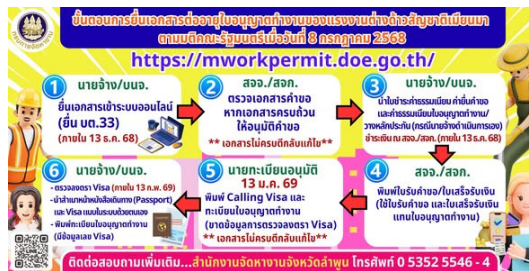 ขั้นตอนการยื่นเอกสารต่ออายุใบอนุญาตทำงานของแรงงานต่างด้าวสัญชาติเมียนมา
ตามมติคณะรัฐมนตรีเมื่อวันที่ 8 กรกฎาคม 2568
https://mworkpermit.doe.go.th/
กรมการจัดหางาน
1 นายจ้าง/บนจ.
ยื่นเอกสารเข้าระบบออนไลน์
(ยื่น บต.33)
(ภายใน 13 ธ.ค. 68)
2 สจจ./สจก.
ตรวจเอกสารคำขอ
หากเอกสารครบถ้วน
ให้อนุมัติคำขอ
** เอกสารไม่ครบตีกลับแก้ไข**
3 นายจ้าง/บนจ.
นำใบชำระค่าธรรมเนียม ค่ายื่นคำขอ
และค่าธรรมเนียมใบอนุญาตทำงาน/
วางหลักประกัน (กรณีนายจ้างดำเนินการเอง)
ชำระเงิน ณ สจจ./สจก. (ภายใน 13 ธ.ค. 68)
4 สจจ./สจก.
พิมพ์ใบรับคำขอ/ใบเสร็จรับเงิน
(ใช้ใบรับคำขอ และใบเสร็จรับเงิน
แทนใบอนุญาตทำงาน)
5 นายทะเบียนอนุมัติ
13 ม.ค. 69
พิมพ์ Calling Visa และ
ทะเบียนใบอนุญาตทำงาน
(ขาดข้อมูลการตรวจลงตรา Visa)
** เอกสารไม่ครบตีกลับแก้ไข**
6 นายจ้าง/บนจ.
- ตรวจลงตรา Visa (ภายใน 13 ก.พ. 69)
- นำสำเนาหนังสือเดินทาง (Passport)
และ Visa แนบในระบบด้วยตนเอง
- พิมพ์ทะเบียนใบอนุญาตทำงาน
(มีข้อมูลเลข Visa)
ติดต่อสอบถามเพิ่มเติม...สำนักงานจัดหางานจังหวัดลำพูน โทรศัพท์ 0 5352 5546 - 4